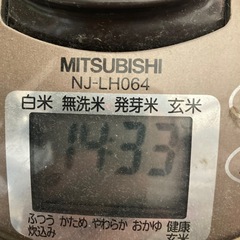 MITSUBISHI
NJ-LH064
白米 無洗米 発芽米 玄米
14:33
ふつう かため やわらか おかゆ 健康
炊込み 玄米